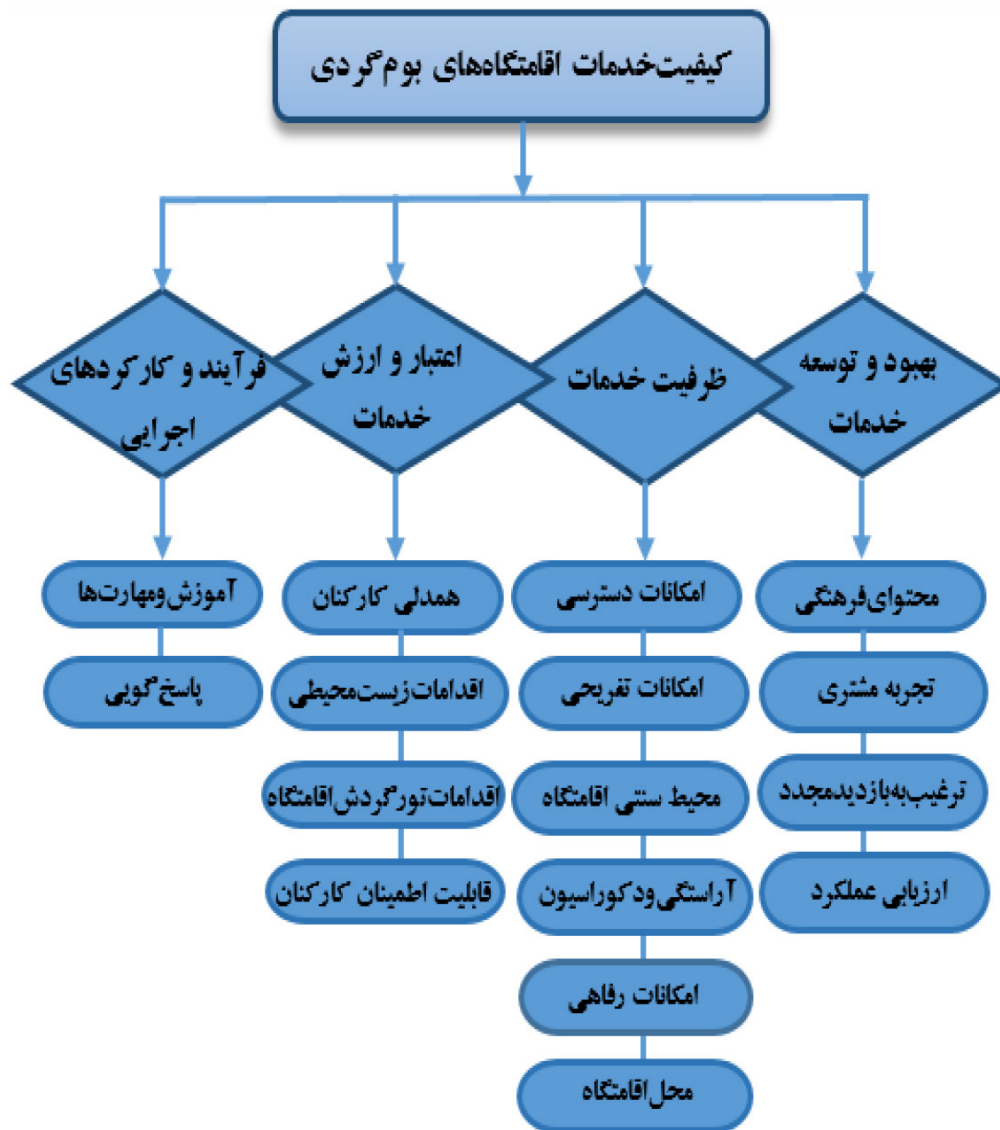 کیفیت‌خدمات اقامتگاه‌های بوم‌گردی
بهبود و توسعه
خدمات
ظرفیت خدمات
اعتبار و ارزش
خدمات
فرآیند و کارکردهای
اجرایی
محتوای‌فرهنگی
تجربه مشتری
ترغیب‌به‌بازدیدمجدد
ارزیابی عملکرد
امکانات دسترسی
امکانات تفریحی
محیط سنتی اقامتگاه
آراستگی‌ودکوراسیون
امکانات رفاهی
محل‌اقامتگاه
همدلی کارکنان
اقدامات‌زیست‌محیطی
اقدامات‌تورگردش‌اقامتگاه
قابلیت اطمینان کارکنان
آموزش‌ومهارت‌ها
پاسخ‌گویی